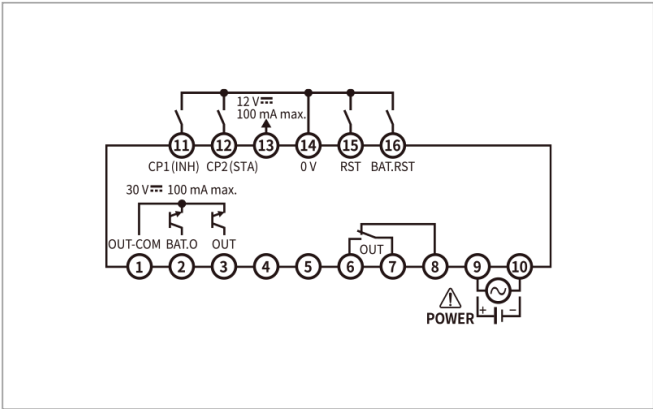 12 V⎓
100 mA max.
11 12 13 14 15 16
CP1(INH) CP2(STA) 0 V RST BAT.RST
30 V⎓ 100 mA max.
OUT-COM BAT.O OUT OUT
1 2 3 4 5 6 7 8 9 10
+ −
POWER